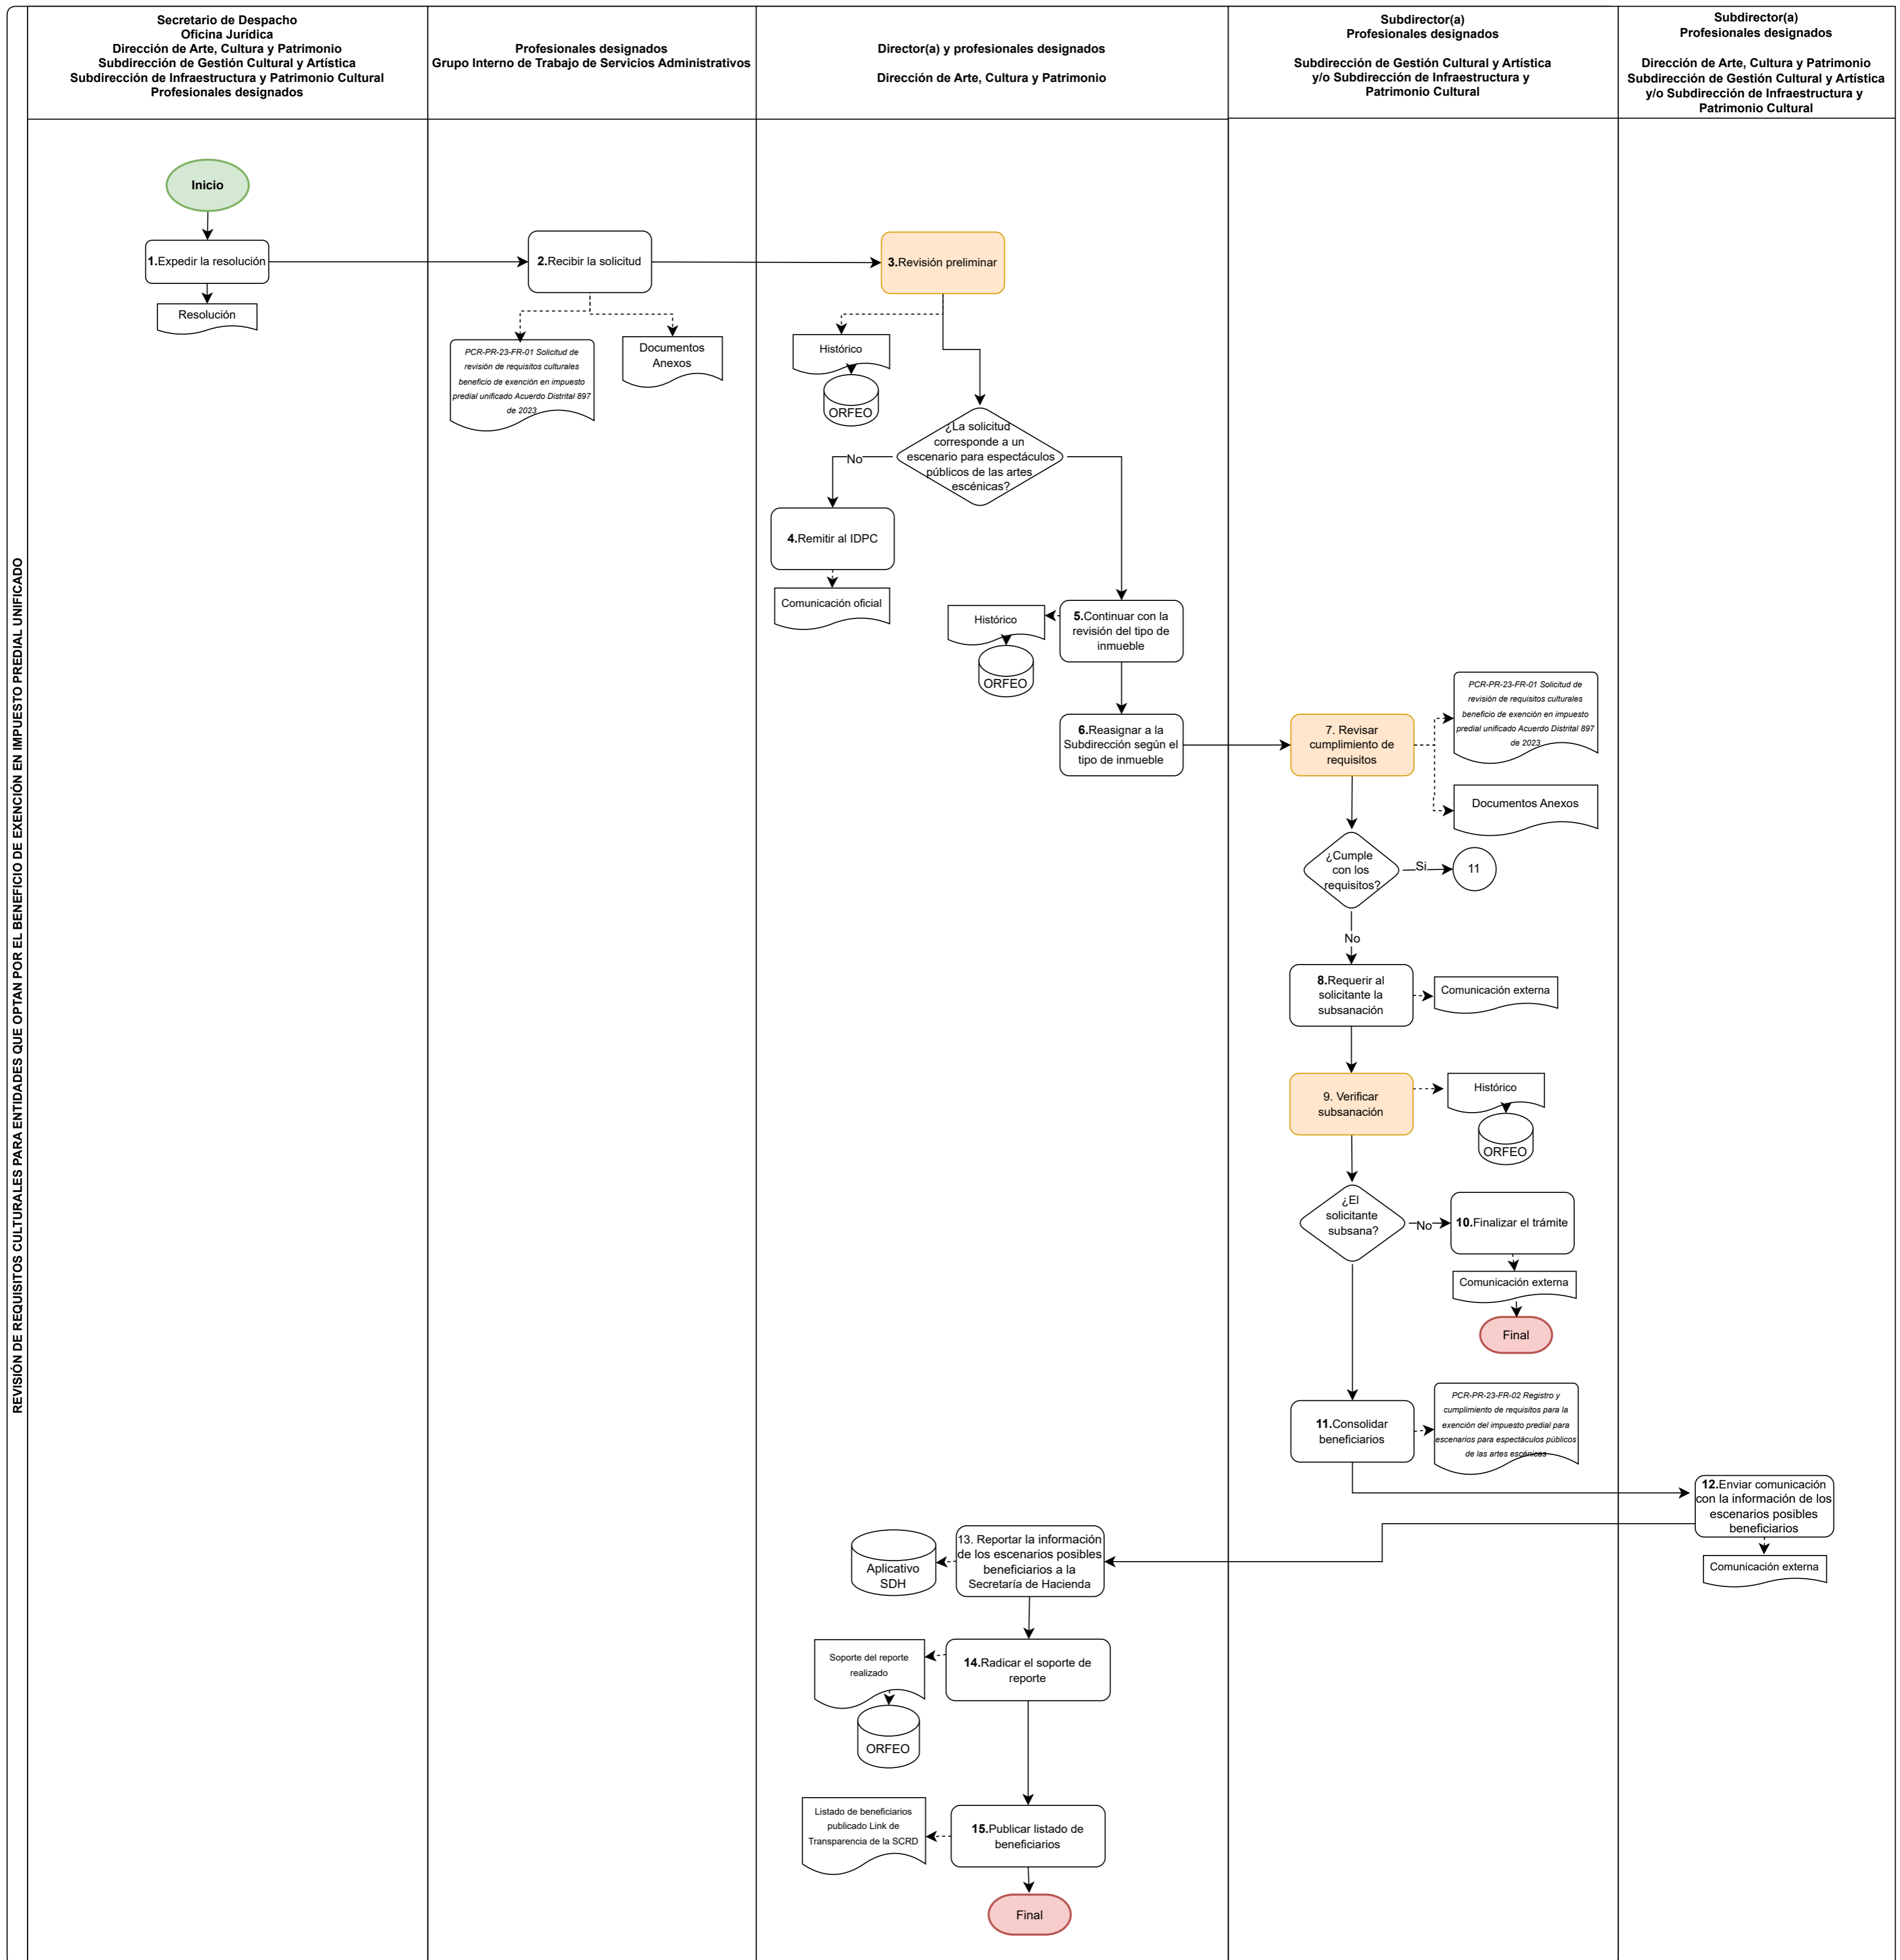 REVISIÓN DE REQUISITOS CULTURALES PARA ENTIDADES QUE OPTAN POR EL BENEFICIO DE EXENCIÓN EN IMPUESTO PREDIAL UNIFICADO
Secretario de Despacho
Oficina Jurídica
Dirección de Arte, Cultura y Patrimonio
Subdirección de Gestión Cultural y Artística
Subdirección de Infraestructura y Patrimonio Cultural
Profesionales designados
Profesionales designados
Grupo Interno de Trabajo de Servicios Administrativos
Director(a) y profesionales designados
Dirección de Arte, Cultura y Patrimonio
Subdirector(a)
Profesionales designados
Subdirección de Gestión Cultural y Artística
y/o Subdirección de Infraestructura y
Patrimonio Cultural
Subdirector(a)
Profesionales designados
Dirección de Arte, Cultura y Patrimonio
Subdirección de Gestión Cultural y Artística
y/o Subdirección de Infraestructura y
Patrimonio Cultural
Inicio
1.Expedir la resolución
Resolución
2.Recibir la solicitud
PCR-PR-23-FR-01 Solicitud de
revisión de requisitos culturales
beneficio de exención en impuesto
predial unificado Acuerdo Distrital 897
de 2023
Documentos
Anexos
3.Revisión preliminar
Histórico
ORFEO
¿La solicitud
corresponde a un
escenario para espectáculos
públicos de las artes
escénicas?
No
4.Remitir al IDPC
Comunicación oficial
5.Continuar con la
revisión del tipo de
inmueble
Histórico
ORFEO
6.Reasignar a la
Subdirección según el
tipo de inmueble
7. Revisar
cumplimiento de
requisitos
PCR-PR-23-FR-01 Solicitud de
revisión de requisitos culturales
beneficio de exención en impuesto
predial unificado Acuerdo Distrital 897
de 2023
Documentos Anexos
¿Cumple
con los
requisitos?
Si
11
No
8.Requerir al
solicitante la
subsanación
Comunicación externa
9. Verificar
subsanación
Histórico
ORFEO
¿El
solicitante
subsana?
No
10.Finalizar el trámite
Comunicación externa
Final
11.Consolidar
beneficiarios
PCR-PR-23-FR-02 Registro y
cumplimiento de requisitos para la
exención del impuesto predial para
escenarios para espectáculos públicos
de las artes escénicas
12.Enviar comunicación
con la información de los
escenarios posibles
beneficiarios
Comunicación externa
13. Reportar la información
de los escenarios posibles
beneficiarios a la
Secretaría de Hacienda
Aplicativo
SDH
14.Radicar el soporte de
reporte
Soporte del reporte
realizado
ORFEO
15.Publicar listado de
beneficiarios
Listado de beneficiarios
publicado Link de
Transparencia de la SCRD
Final